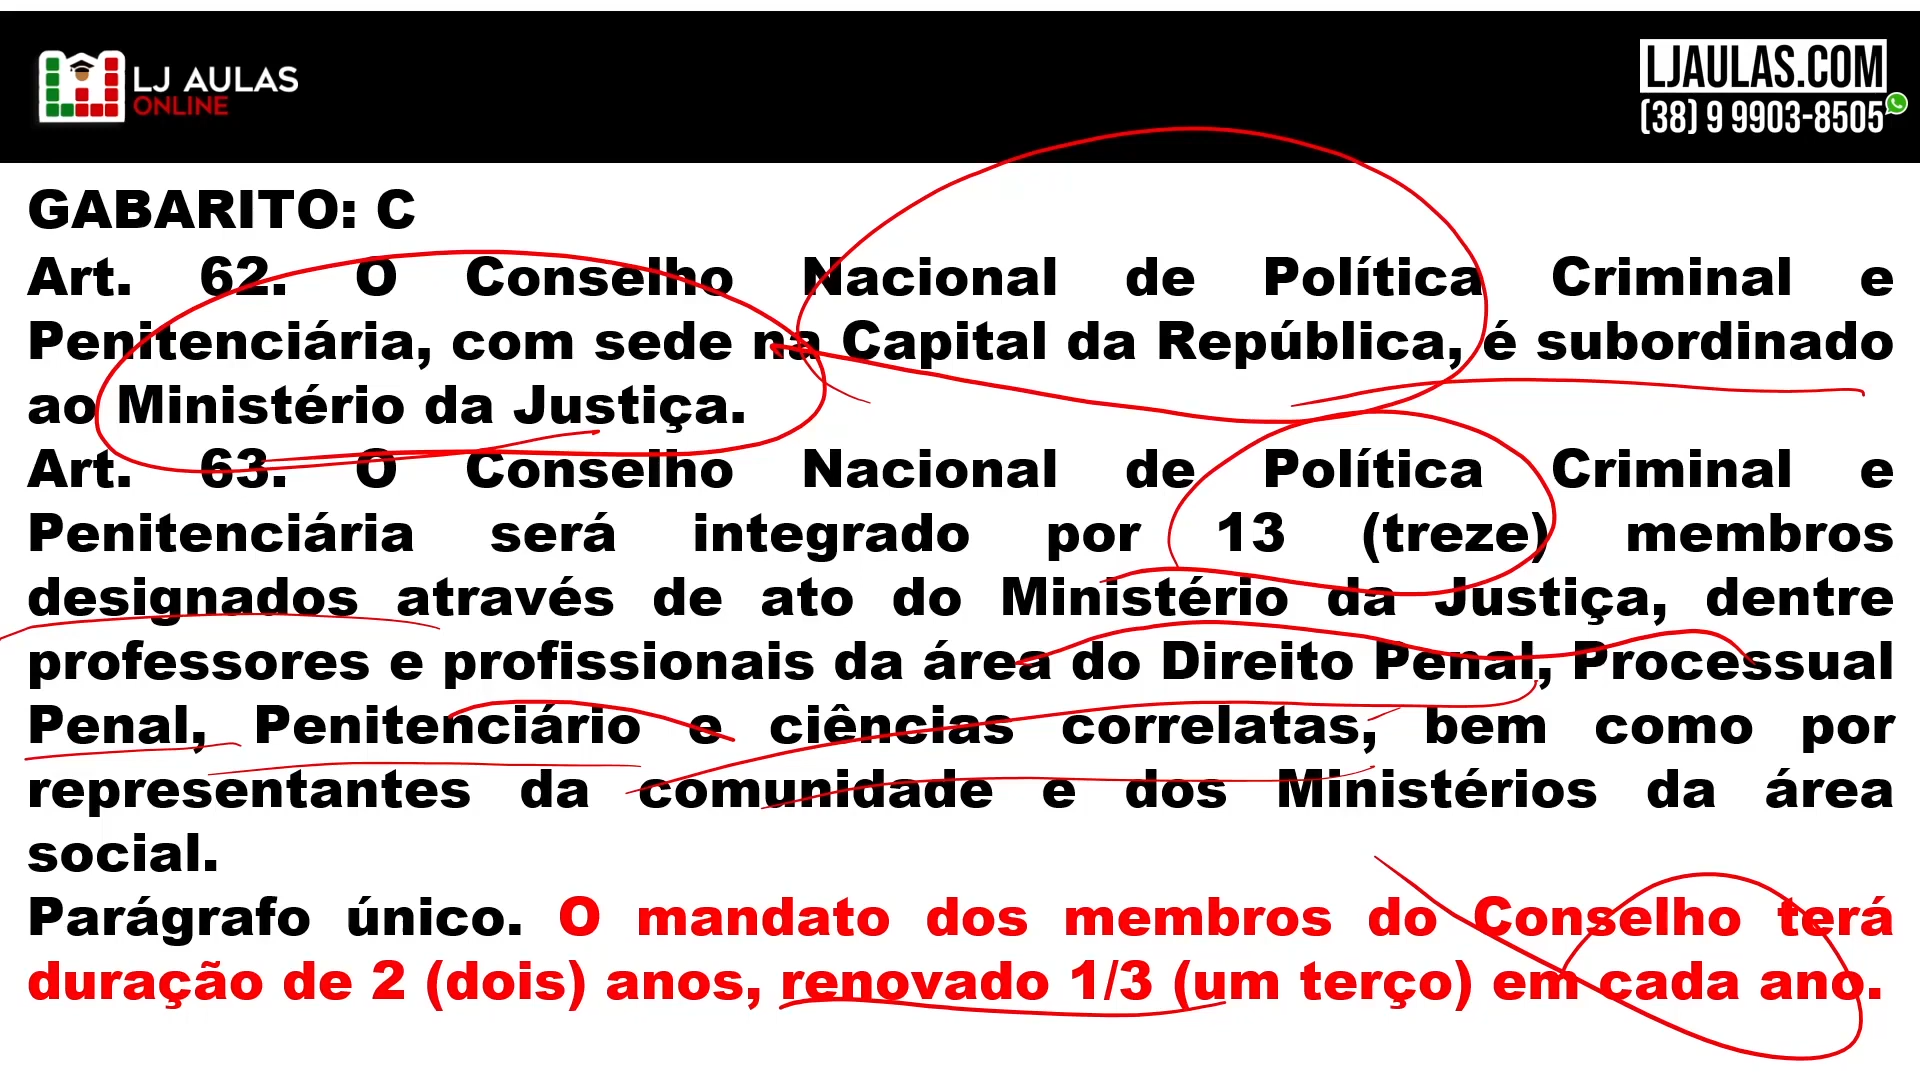 LJ AULAS
ONLINE
LJAULAS.COM
(38) 9 9903-8505
GABARITO: C
Art. 62. O Conselho Nacional de Política Criminal e
Penitenciária, com sede na Capital da República, é subordinado
ao Ministério da Justiça.
Art. 63. O Conselho Nacional de Política Criminal e
Penitenciária será integrado por 13 (treze) membros
designados através de ato do Ministério da Justiça, dentre
professores e profissionais da área do Direito Penal, Processual
Penal, Penitenciário e ciências correlatas, bem como por
representantes da comunidade e dos Ministérios da área
social.
Parágrafo único. O mandato dos membros do Conselho terá
duração de 2 (dois) anos, renovado 1/3 (um terço) em cada ano.